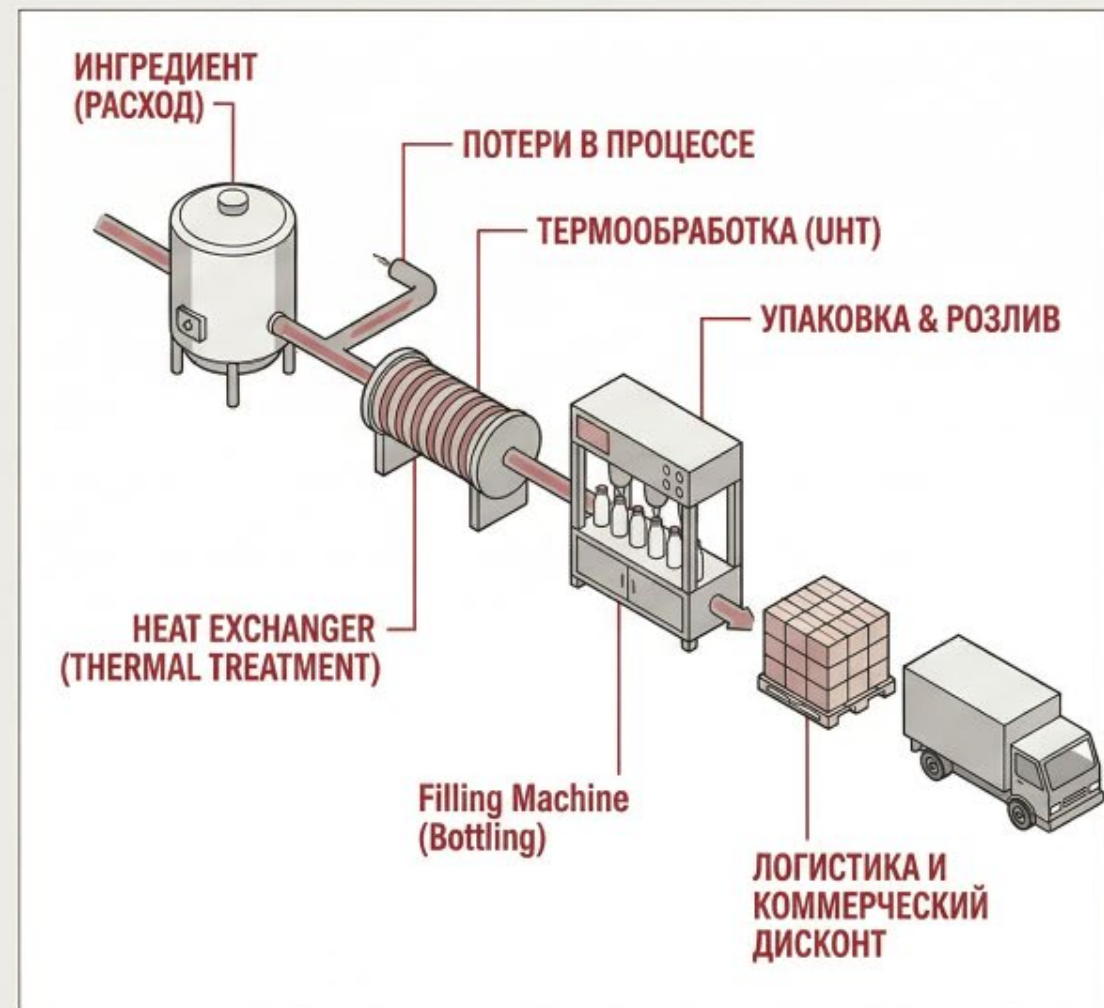 ИНГРЕДИЕНТ
(РАСХОД)
ПОТЕРИ В ПРОЦЕССЕ
ТЕРМООБРАБОТКА (UHT)
УПАКОВКА & РОЗЛИВ
HEAT EXCHANGER
(THERMAL TREATMENT)
Filling Machine
(Bottling)
ЛОГИСТИКА И
КОММЕРЧЕСКИЙ
ДИСКОНТ